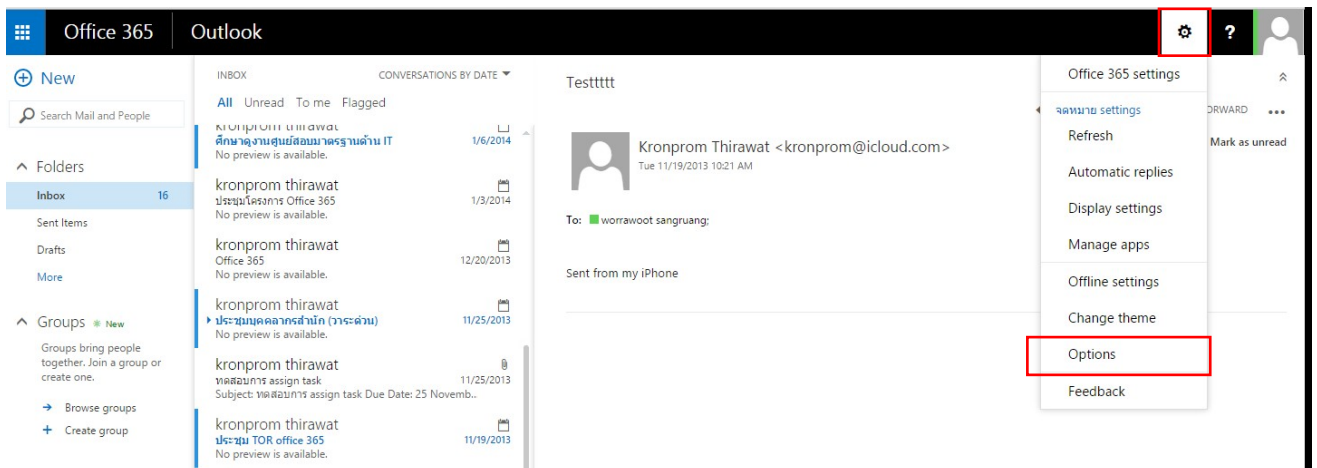 Office 365
Outlook
?
New
Search Mail and People
Folders
Inbox 16
Sent Items
Drafts
More
Groups New
Groups bring people
together. Join a group or
create one.
Browse groups
Create group
INBOX CONVERSATIONS BY DATE
All Unread To me Flagged
kronprom thirawat
ศึกษาดูงานศูนย์สอบมาตรฐานด้าน IT 1/6/2014
No preview is available.
kronprom thirawat
ประชุมโครงการ Office 365 1/3/2014
No preview is available.
kronprom thirawat
Office 365 12/20/2013
No preview is available.
kronprom thirawat
ประชุมบุคคลากรสำนัก (วาระด่วน) 11/25/2013
No preview is available.
kronprom thirawat
ทดสอบการ assign task 11/25/2013
Subject: ทดสอบการ assign task Due Date: 25 Novemb..
kronprom thirawat
ประชุม TOR office 365 11/19/2013
No preview is available.
Testtttt
Kronprom Thirawat <kronprom@icloud.com>
Tue 11/19/2013 10:21 AM
To: worrawoot sangruang;
Sent from my iPhone
ORWARD
Mark as unread
Office 365 settings
จดหมาย settings
Refresh
Automatic replies
Display settings
Manage apps
Offline settings
Change theme
Options
Feedback